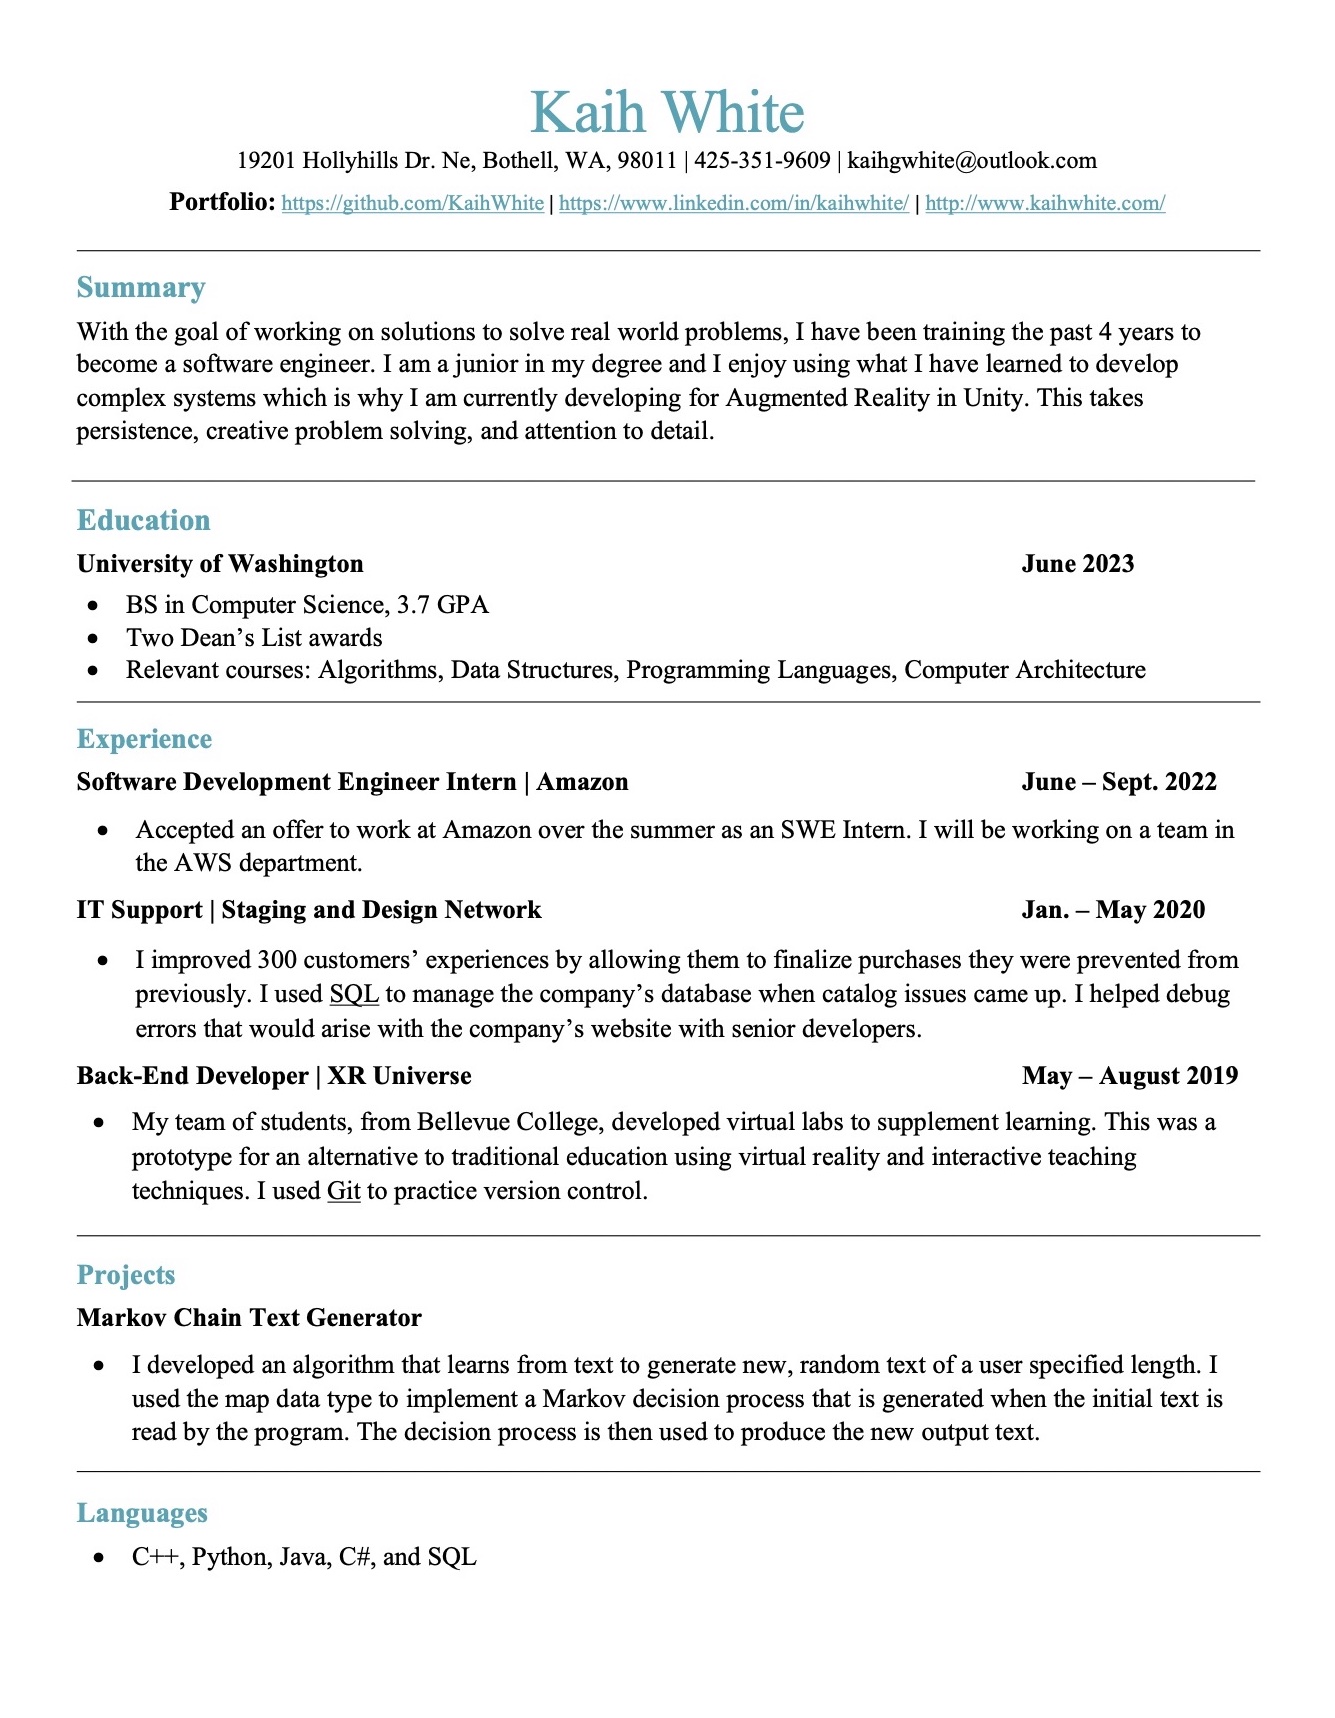 Kaih White
19201 Hollyhills Dr. Ne, Bothell, WA, 98011 | 425-351-9609 | kaihgwhite@outlook.com
Portfolio: https://github.com/KaihWhite | https://www.linkedin.com/in/kaihwhite/ | http://www.kaihwhite.com/
Summary
With the goal of working on solutions to solve real world problems, I have been training the past 4 years to
become a software engineer. I am a junior in my degree and I enjoy using what I have learned to develop
complex systems which is why I am currently developing for Augmented Reality in Unity. This takes
persistence, creative problem solving, and attention to detail.
Education
University of Washington June 2023
• BS in Computer Science, 3.7 GPA
• Two Dean’s List awards
• Relevant courses: Algorithms, Data Structures, Programming Languages, Computer Architecture
Experience
Software Development Engineer Intern | Amazon June – Sept. 2022
• Accepted an offer to work at Amazon over the summer as an SWE Intern. I will be working on a team in
the AWS department.
IT Support | Staging and Design Network Jan. – May 2020
• I improved 300 customers’ experiences by allowing them to finalize purchases they were prevented from
previously. I used SQL to manage the company’s database when catalog issues came up. I helped debug
errors that would arise with the company’s website with senior developers.
Back-End Developer | XR Universe May – August 2019
• My team of students, from Bellevue College, developed virtual labs to supplement learning. This was a
prototype for an alternative to traditional education using virtual reality and interactive teaching
techniques. I used Git to practice version control.
Projects
Markov Chain Text Generator
• I developed an algorithm that learns from text to generate new, random text of a user specified length. I
used the map data type to implement a Markov decision process that is generated when the initial text is
read by the program. The decision process is then used to produce the new output text.
Languages
• C++, Python, Java, C#, and SQL